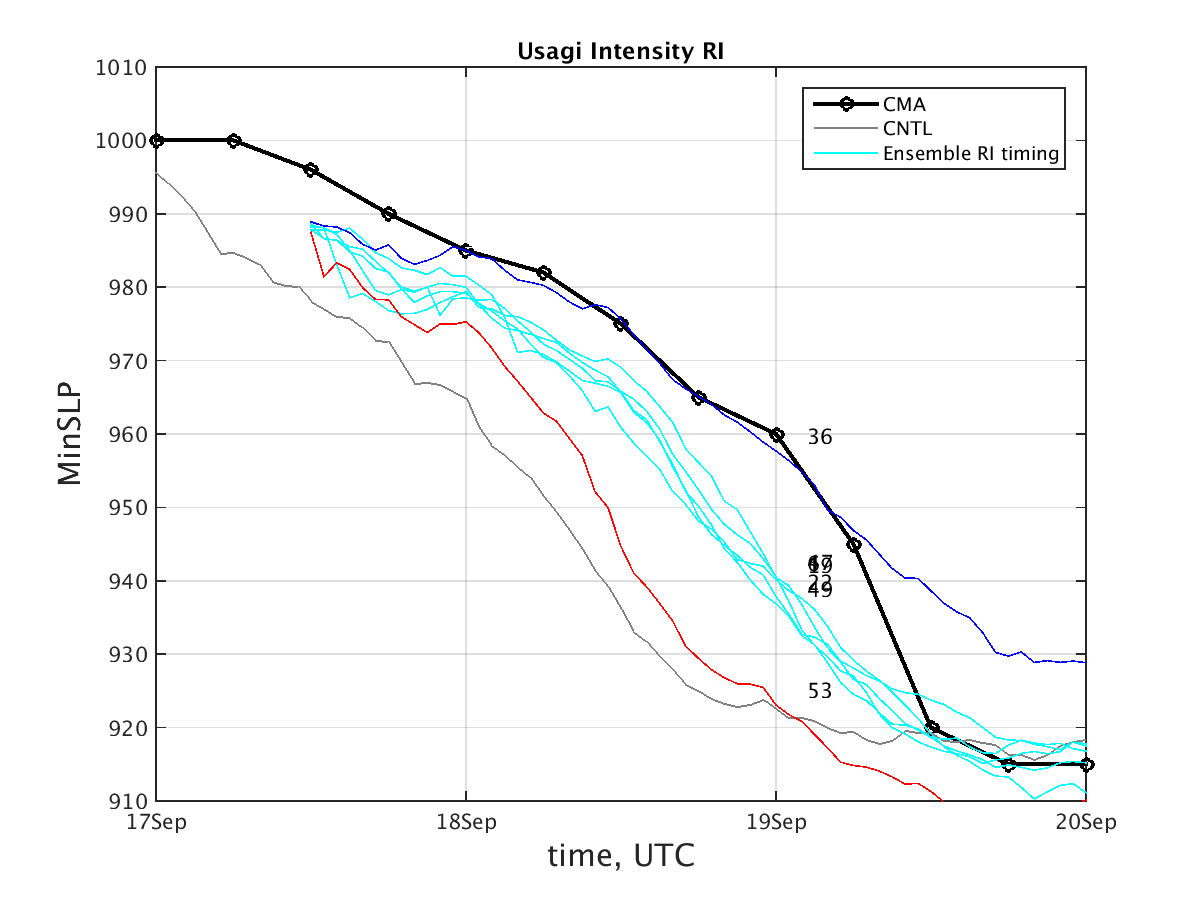 Usagi Intensity RI
1010
1000
990
980
970
960
950
940
930
920
910
MinSLP
CMA
CNTL
Ensemble RI timing
36
22
49
53
17Sep
18Sep
19Sep
20Sep
time, UTC